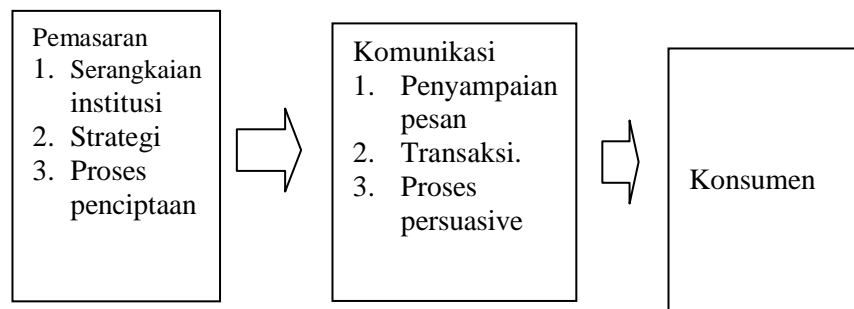 Pemasaran
1. Serangkaian
institusi
2. Strategi
3. Proses
penciptaan
Komunikasi
1. Penyampaian
pesan
2. Transaksi.
3. Proses
persuasive
Konsumen